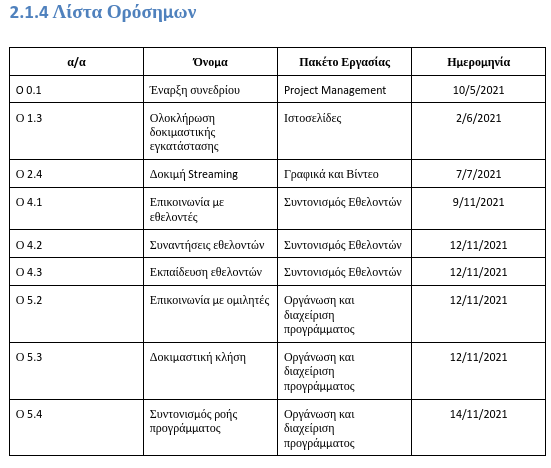 2.1.4 Λίστα Ορόσημων
α/α Όνομα Πακέτο Εργασίας Ημερομηνία
Ο 0.1 Έναρξη συνεδρίου Project Management 10/5/2021
Ο 1.3 Ολοκλήρωση Ιστοσελίδες 2/6/2021
δοκιμαστικής
εγκατάστασης
Ο 2.4 Δοκιμή Streaming Γραφικά και Βίντεο 7/7/2021
Ο 4.1 Επικοινωνία με Συντονισμός Εθελοντών 9/11/2021
εθελοντές
Ο 4.2 Συναντήσεις εθελοντών Συντονισμός Εθελοντών 12/11/2021
Ο 4.3 Εκπαίδευση εθελοντών Συντονισμός Εθελοντών 12/11/2021
Ο 5.2 Επικοινωνία με ομιλητές Οργάνωση και 12/11/2021
διαχείριση
προγράμματος
Ο 5.3 Δοκιμαστική κλήση Οργάνωση και 12/11/2021
διαχείριση
προγράμματος
Ο 5.4 Συντονισμός ροής Οργάνωση και 14/11/2021
προγράμματος διαχείριση
προγράμματος